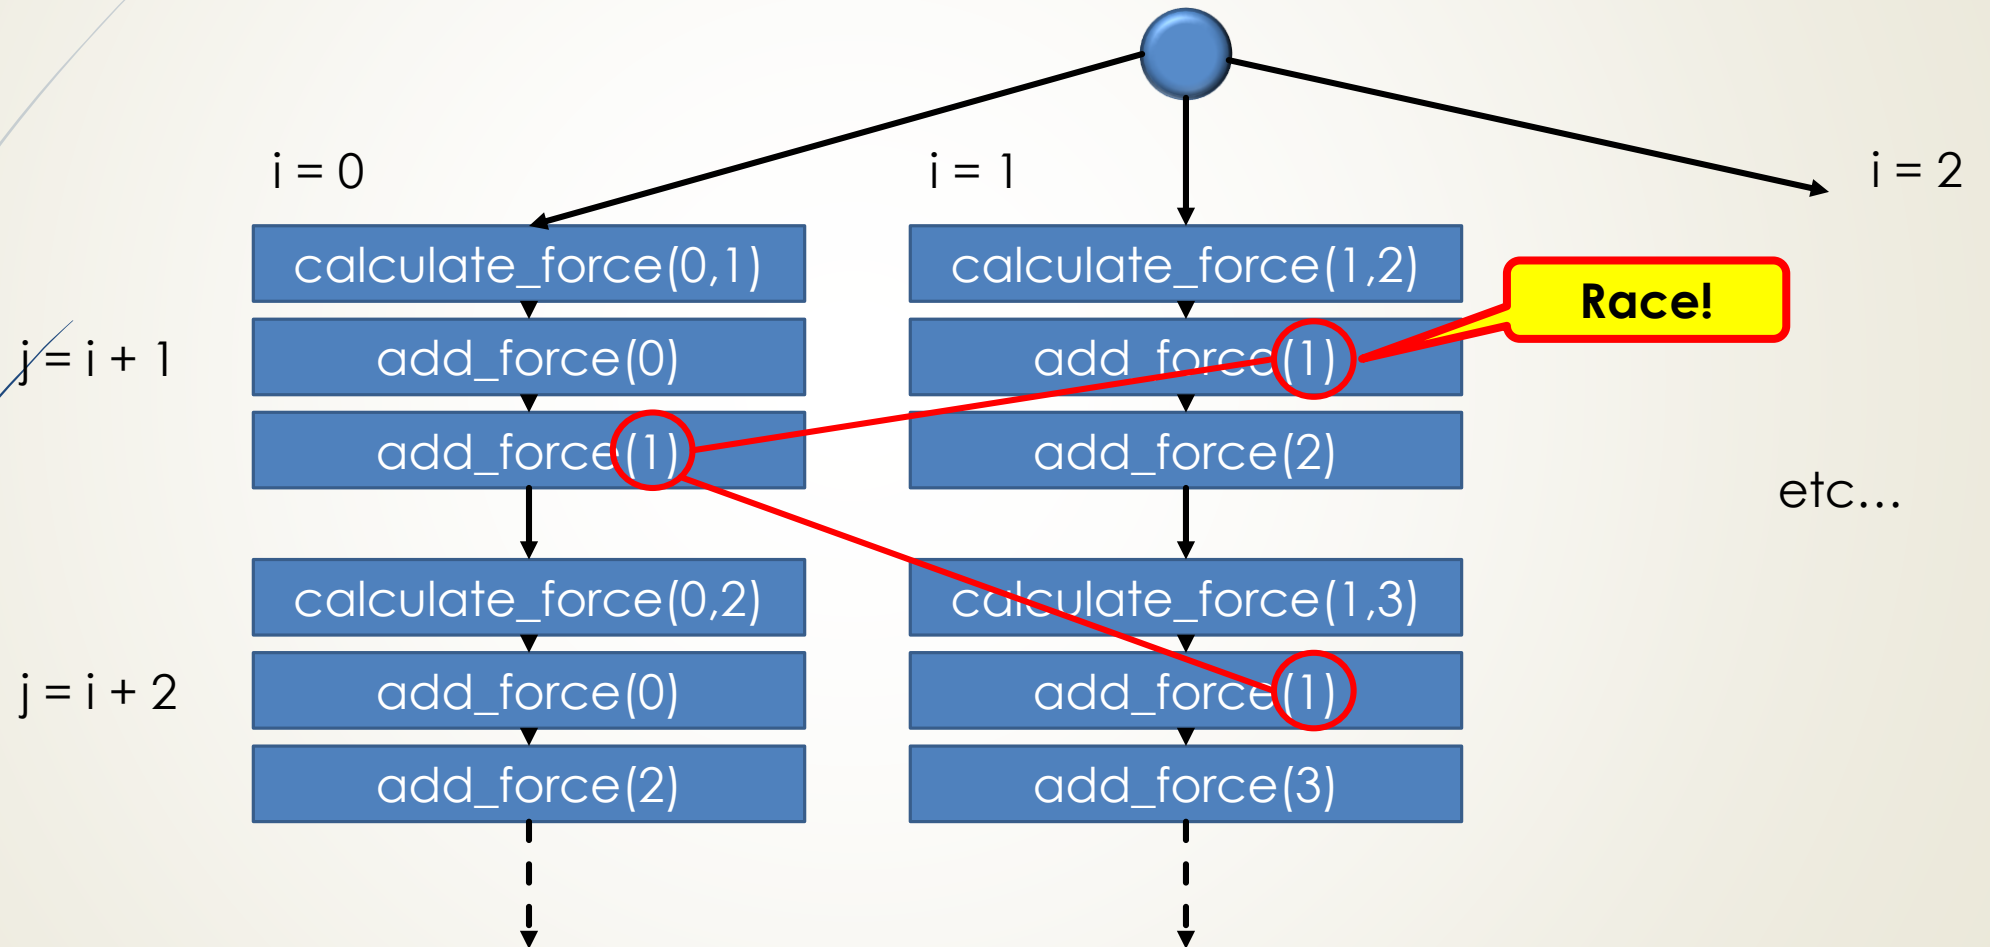 i = 0
i = 1
i = 2
calculate_force(0,1)
calculate_force(1,2)
Race!
j = i + 1
add_force(0)
add_force(1)
add_force(1)
add_force(2)
etc...
calculate_force(0,2)
calculate_force(1,3)
j = i + 2
add_force(0)
add_force(1)
add_force(2)
add_force(3)